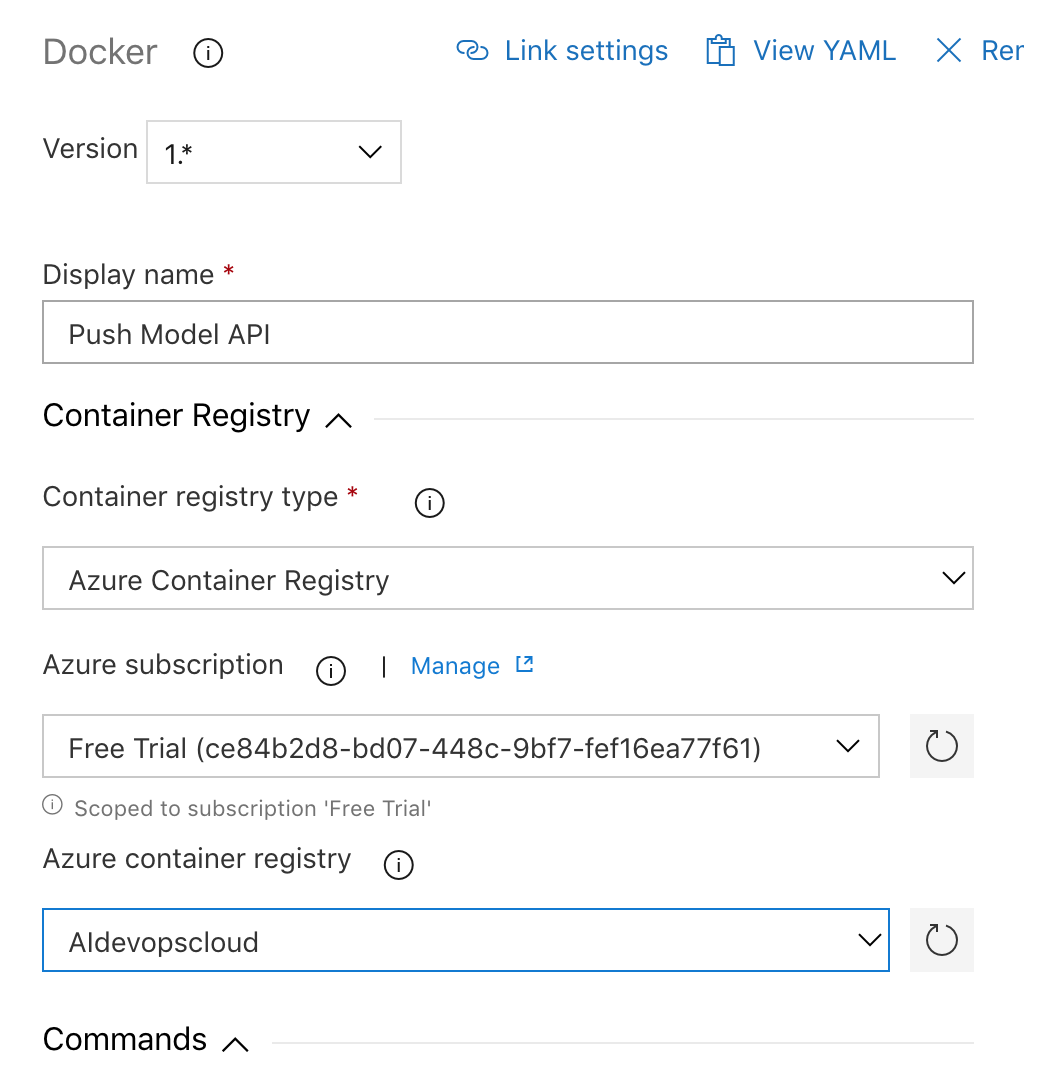 Docker
Link settings
View YAML
Rer
Version
1.*
Display name *
Push Model API
Container Registry
Container registry type *
Azure Container Registry
Azure subscription
| Manage
Free Trial (ce84b2d8-bd07-448c-9bf7-fef16ea77f61)
Scoped to subscription 'Free Trial'
Azure container registry
AIdevopscloud
Commands